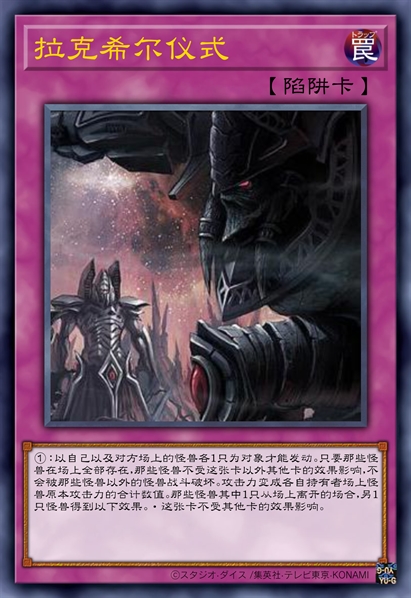 拉克希尔仪式
トラップ
罠
【陷阱卡】
①:以自己以及对方场上的怪兽各1只为对象才能发动。只要那些怪
兽在场上全部存在,那些怪兽不受这张卡以外其他卡的效果影响,不
会被那些怪兽以外的怪兽战斗破坏。攻击力变成各自持有者场上怪
兽原本攻击力的合计数值。那些怪兽其中1只从场上离开的场合,另1
只怪兽得到以下效果。·这张卡不受其他卡的效果影响。
©スタジオ·ダイス /集英社·テレビ東京·KONAMI
YU-G